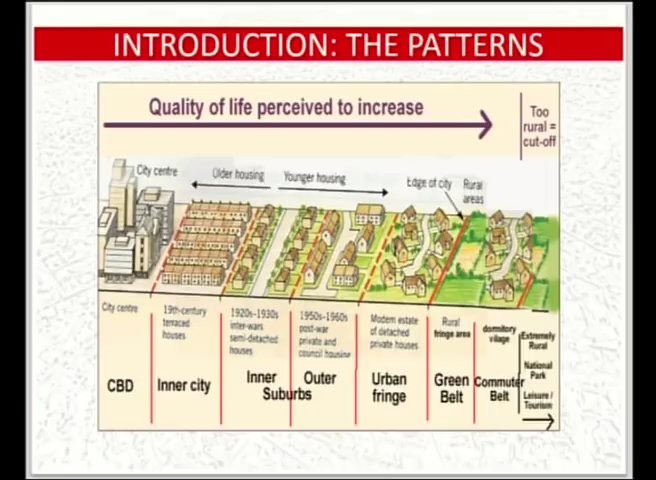 INTRODUCTION: THE PATTERNS
Quality of life perceived to increase
Too
rural =
cut-off
City centre
Older housing
Younger housing
Edge of city
Rural
areas
City centre
19th-century
terraced
houses
1920s-1930s
inter-wars
semi-detached
houses
1950s-1960s
post-war
private and
council housing
Modern estate
of detached
private houses
Rural
fringe area
dormitory
village
Extremely
Rural
National
Park
Leisure /
Tourism
CBD
Inner city
Inner
Outer
Suburbs
Urban
fringe
Green
Belt
Commuter
Belt